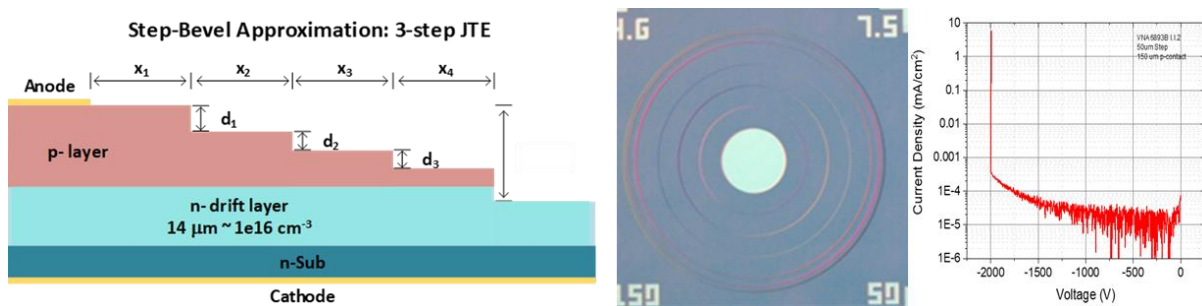 Step-Bevel Approximation: 3-step JTE
x₁ x₂ x₃ x₄
Anode
d₁
d₂
d₃
p- layer
n- drift layer
14 μm ~ 1e16 cm⁻³
n-Sub
Cathode
H.G 7.5
150 50
VNA 6893B I.I.2
50um Step
150 um p-contact
Current Density (mA/cm²)
10
1
0.1
0.01
0.001
1E-4
1E-5
1E-6
-2000 -1500 -1000 -500 0
Voltage (V)